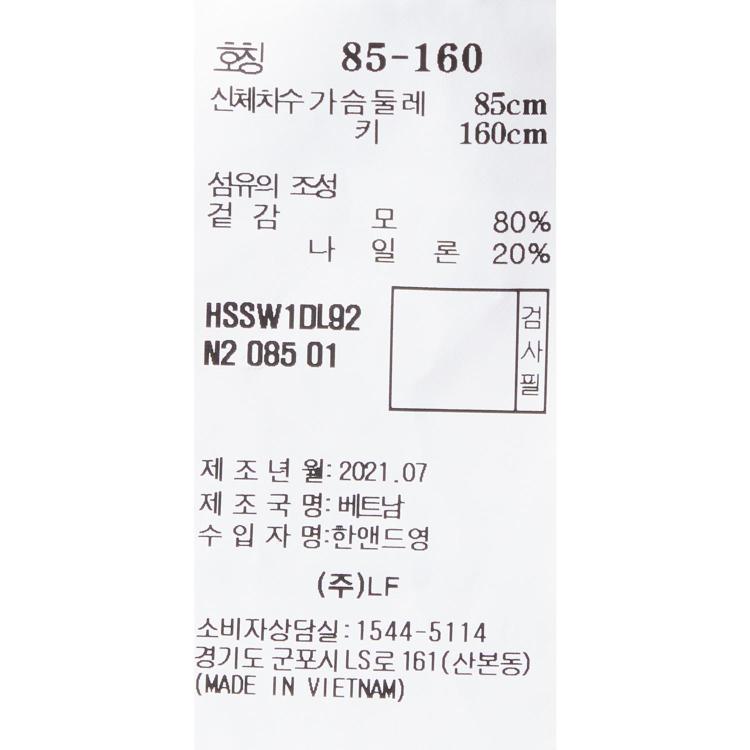 호칭 85-160
신체치수 가슴둘레 85cm
키 160cm
섬유의 조성
겉감 모 80%
나일론 20%
HSSW1DL92
N2 085 01
검사필
제조년월: 2021.07
제조국명: 베트남
수입자명:한앤드영
(주)LF
소비자상담실:1544-5114
경기도 군포시 LS로 161(산본동)
(MADE IN VIETNAM)